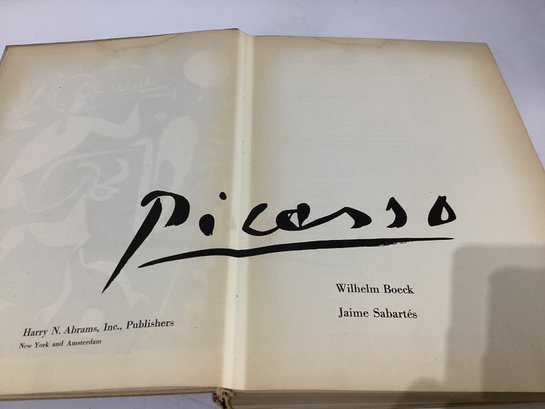 Picasso
Wilhelm Boeck
Jaime Sabartés
Harry N. Abrams, Inc., Publishers
New York and Amsterdam